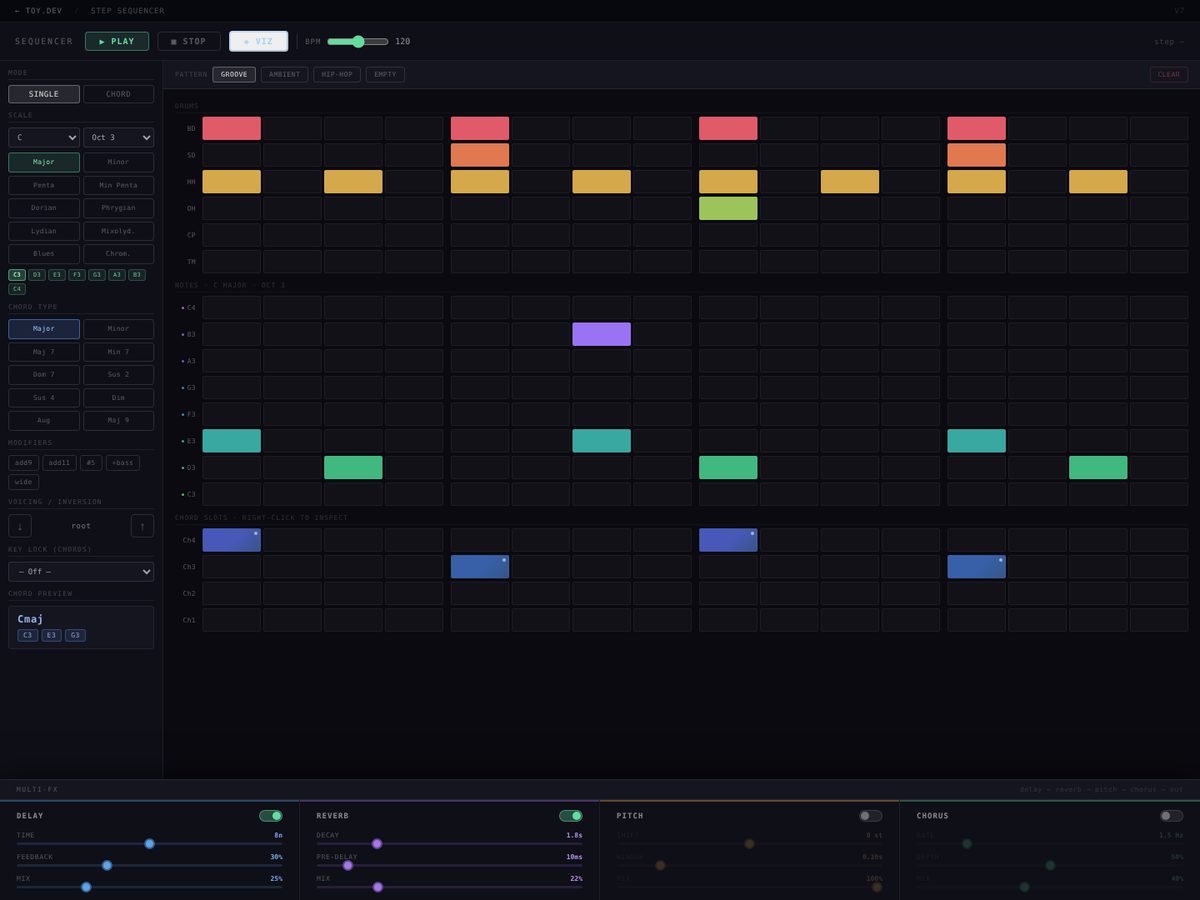 ← TOY.DEV / STEP SEQUENCER V7
SEQUENCER ▶ PLAY ■ STOP ◈ VIZ BPM 120 step —
MODE
SINGLE CHORD
SCALE
C Oct 3
Major Minor
Penta Min Penta
Dorian Phrygian
Lydian Mixolyd.
Blues Chrom.
C3 D3 E3 F3 G3 A3 B3
C4
CHORD TYPE
Major Minor
Maj 7 Min 7
Dom 7 Sus 2
Sus 4 Dim
Aug Maj 9
MODIFIERS
add9 add11 #5 +bass
wide
VOICING / INVERSION
↓ root ↑
KEY LOCK (CHORDS)
— Off —
CHORD PREVIEW
Cmaj
C3 E3 G3
PATTERN GROOVE AMBIENT HIP-HOP EMPTY CLEAR
DRUMS
BD
SD
HH
OH
CP
TM
NOTES · C MAJOR · OCT 3
C4
B3
A3
G3
F3
E3
D3
C3
CHORD SLOTS · RIGHT-CLICK TO INSPECT
Ch4
Ch3
Ch2
Ch1
MULTI-FX delay → reverb → pitch → chorus → out
DELAY
TIME 8n
FEEDBACK 30%
MIX 25%
REVERB
DECAY 1.8s
PRE-DELAY 10ms
MIX 22%
PITCH
SHIFT 0 st
WINDOW 0.10s
MIX 100%
CHORUS
RATE 1.5 Hz
DEPTH 50%
MIX 40%